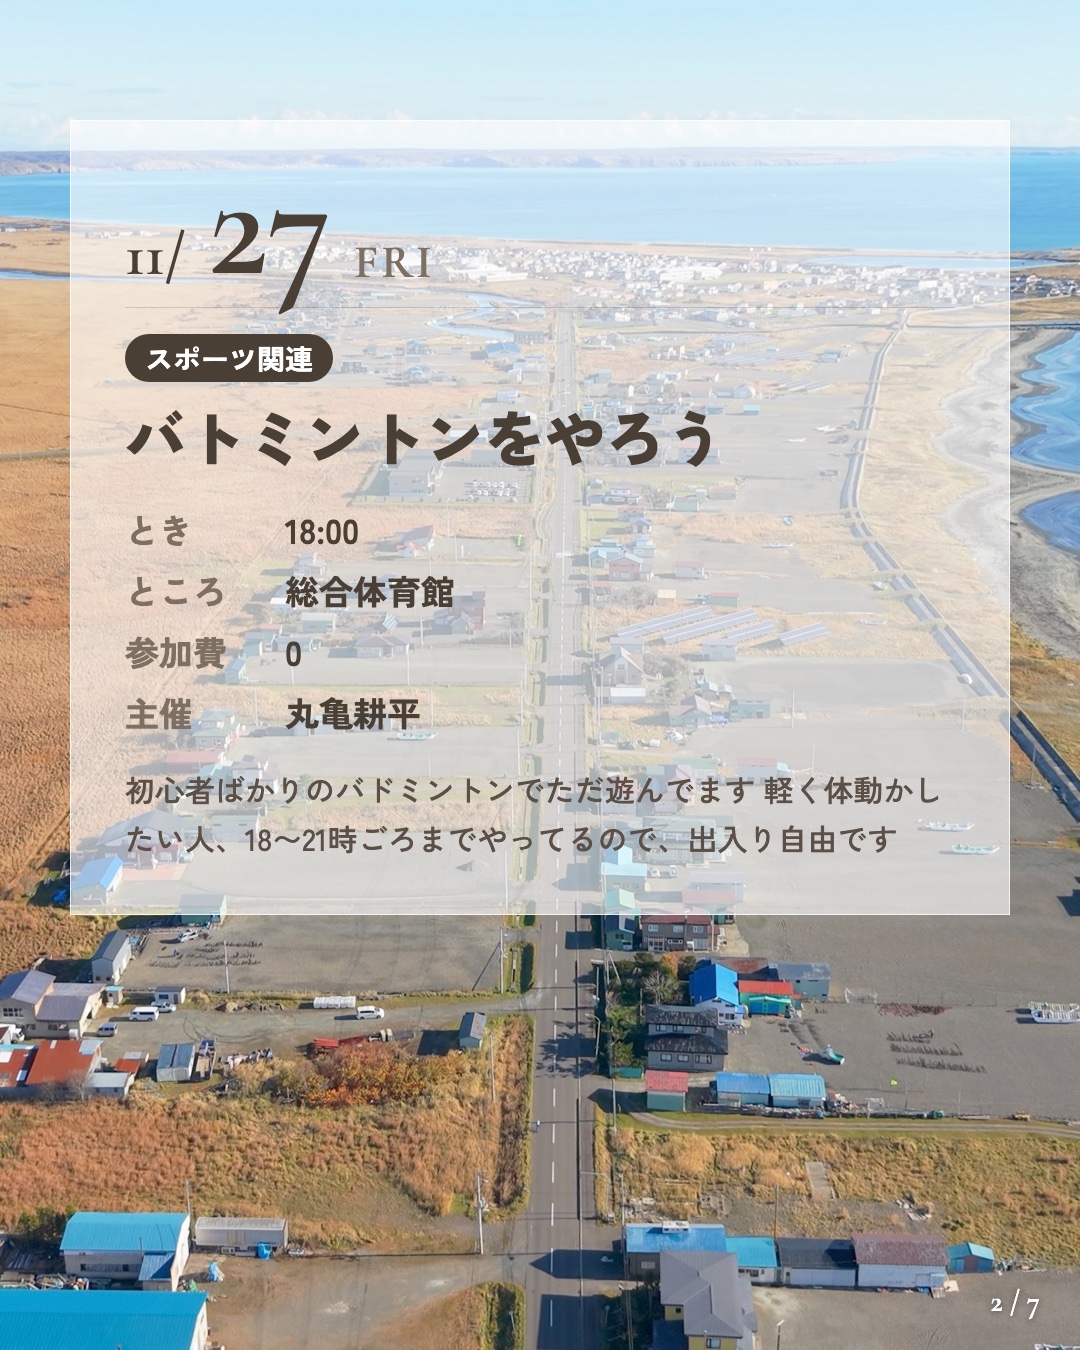 11/ 27 FRI
スポーツ関連
バトミントンをやろう
とき 18:00
ところ 総合体育館
参加費 0
主催 丸亀耕平
初心者ばかりのバドミントンでただ遊んでます 軽く体動かし
たい人、18〜21時ごろまでやってるので、出入り自由です
2 / 7